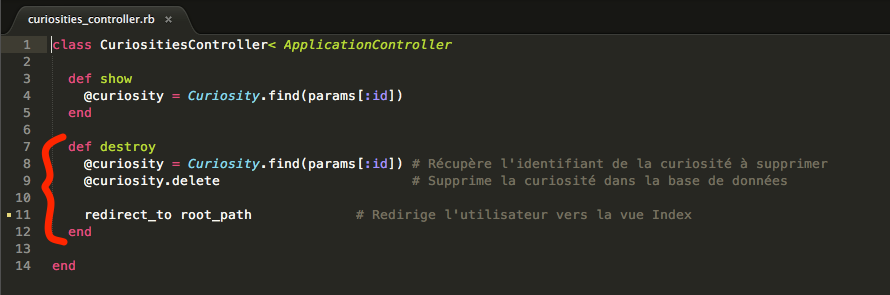 curiosities_controller.rb ×
1 class CuriositiesController< ApplicationController
2
3   def show
4     @curiosity = Curiosity.find(params[:id])
5   end
6
7   def destroy
8     @curiosity = Curiosity.find(params[:id]) # Récupère l'identifiant de la curiosité à supprimer
9     @curiosity.delete                        # Supprime la curiosité dans la base de données
10
11     redirect_to root_path             # Redirige l'utilisateur vers la vue Index
12   end
13
14 end